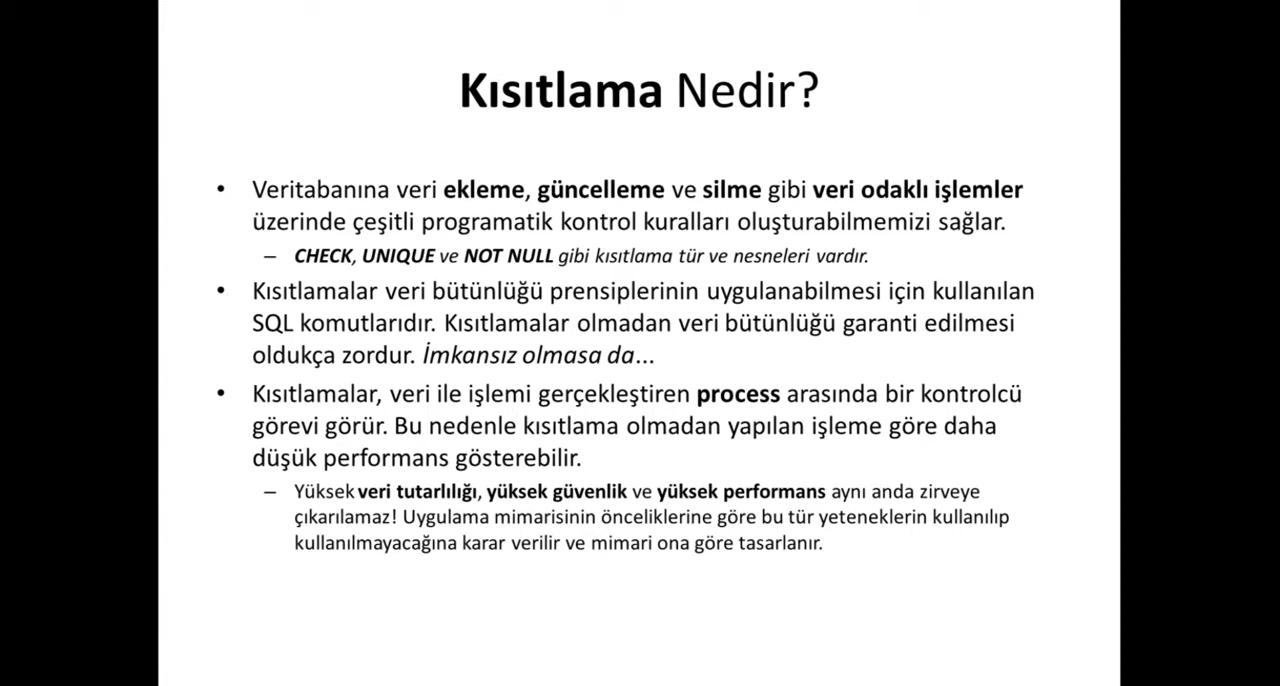 Kısıtlama Nedir?
• Veritabanına veri ekleme, güncelleme ve silme gibi veri odaklı işlemler
üzerinde çeşitli programatik kontrol kuralları oluşturabilmemizi sağlar.
– CHECK, UNIQUE ve NOT NULL gibi kısıtlama tür ve nesneleri vardır.
• Kısıtlamalar veri bütünlüğü prensiplerinin uygulanabilmesi için kullanılan
SQL komutlarıdır. Kısıtlamalar olmadan veri bütünlüğü garanti edilmesi
oldukça zordur. İmkansız olmasa da...
• Kısıtlamalar, veri ile işlemi gerçekleştiren process arasında bir kontrolcü
görevi görür. Bu nedenle kısıtlama olmadan yapılan işleme göre daha
düşük performans gösterebilir.
– Yüksek veri tutarlılığı, yüksek güvenlik ve yüksek performans aynı anda zirveye
çıkarılamaz! Uygulama mimarisinin önceliklerine göre bu tür yeteneklerin kullanılıp
kullanılmayacağına karar verilir ve mimari ona göre tasarlanır.